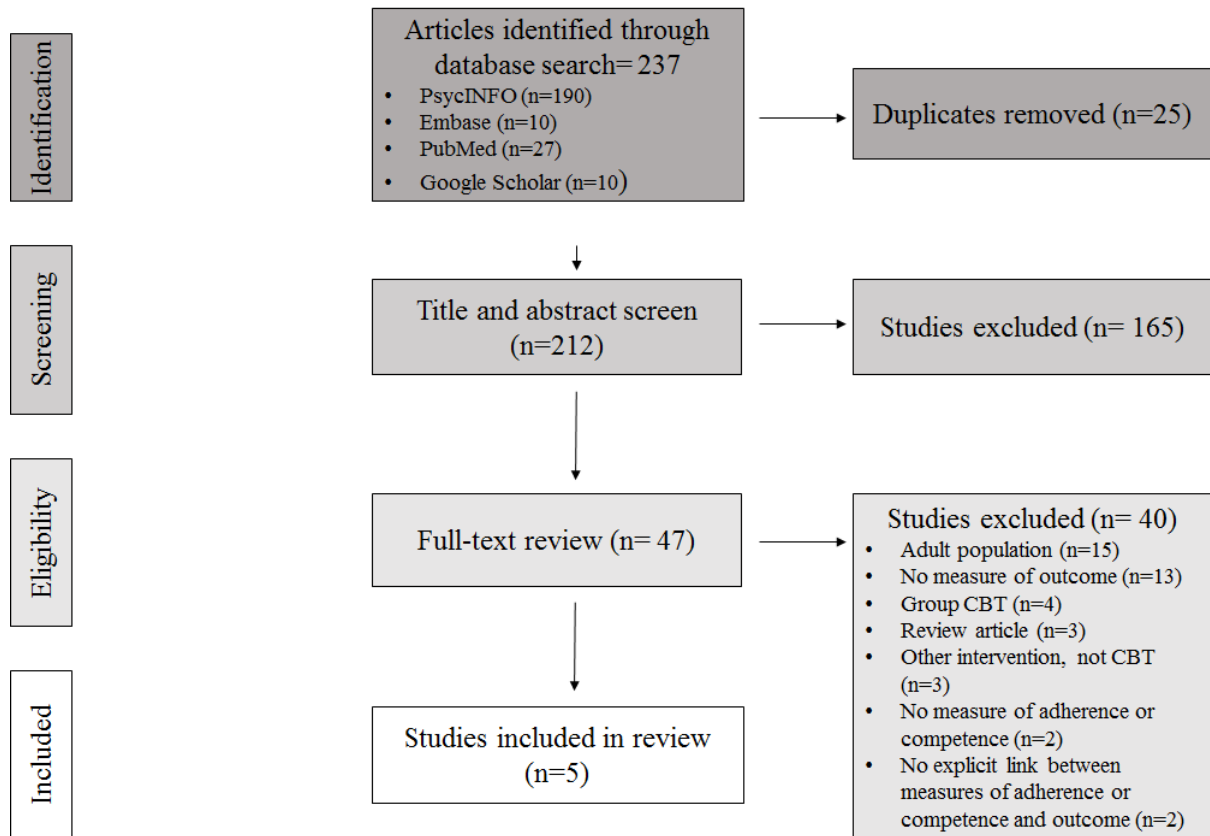 Identification
Articles identified through
database search= 237
• PsycINFO (n=190)
• Embase (n=10)
• PubMed (n=27)
• Google Scholar (n=10)
Duplicates removed (n=25)
Screening
Title and abstract screen
(n=212)
Studies excluded (n= 165)
Eligibility
Full-text review (n= 47)
Studies excluded (n= 40)
• Adult population (n=15)
• No measure of outcome (n=13)
• Group CBT (n=4)
• Review article (n=3)
• Other intervention, not CBT
(n=3)
• No measure of adherence or
competence (n=2)
• No explicit link between
measures of adherence or
competence and outcome (n=2)
Included
Studies included in review
(n=5)